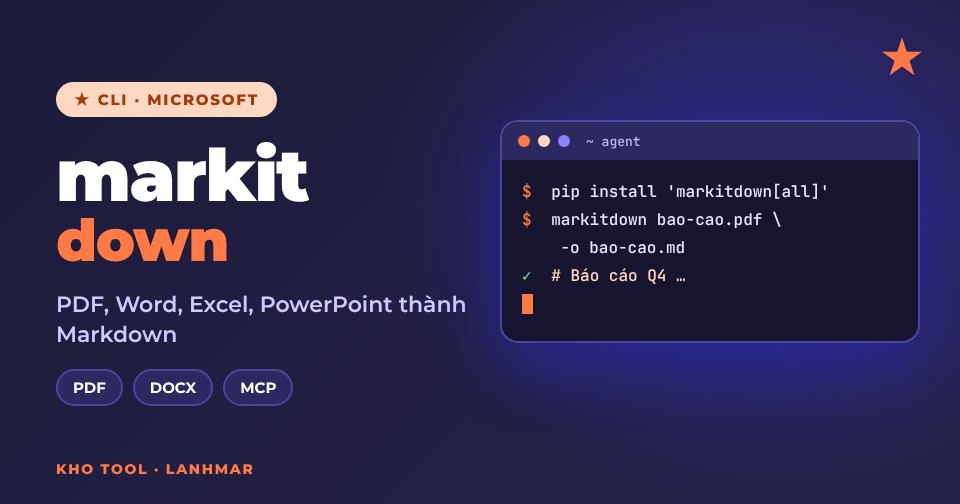 ★ CLI · MICROSOFT
markit
down
PDF, Word, Excel, PowerPoint thành
Markdown
PDF DOCX MCP
KHO TOOL · LANHMAR
~ agent
$ pip install 'markitdown[all]'
$ markitdown bao-cao.pdf \
-o bao-cao.md
✓ # Báo cáo Q4 …